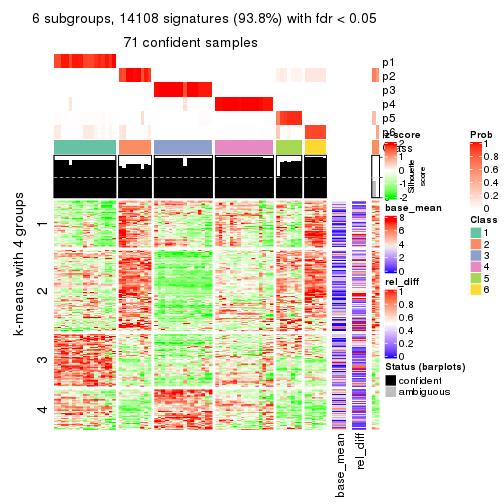 6 subgroups, 14108 signatures (93.8%) with fdr < 0.05
71 confident samples
p1
p2
p3
p4
p5
p6
Class
Silhouette
score
k-means with 4 groups
1
2
3
4
base_mean
rel_diff
z-score
2
1
0
-1
-2
base_mean
8
6
4
2
0
rel_diff
1
0.8
0.6
0.4
0.2
0
Status (barplots)
confident
ambiguous
Prob
1
0.8
0.6
0.4
0.2
0
Class
1
2
3
4
5
6